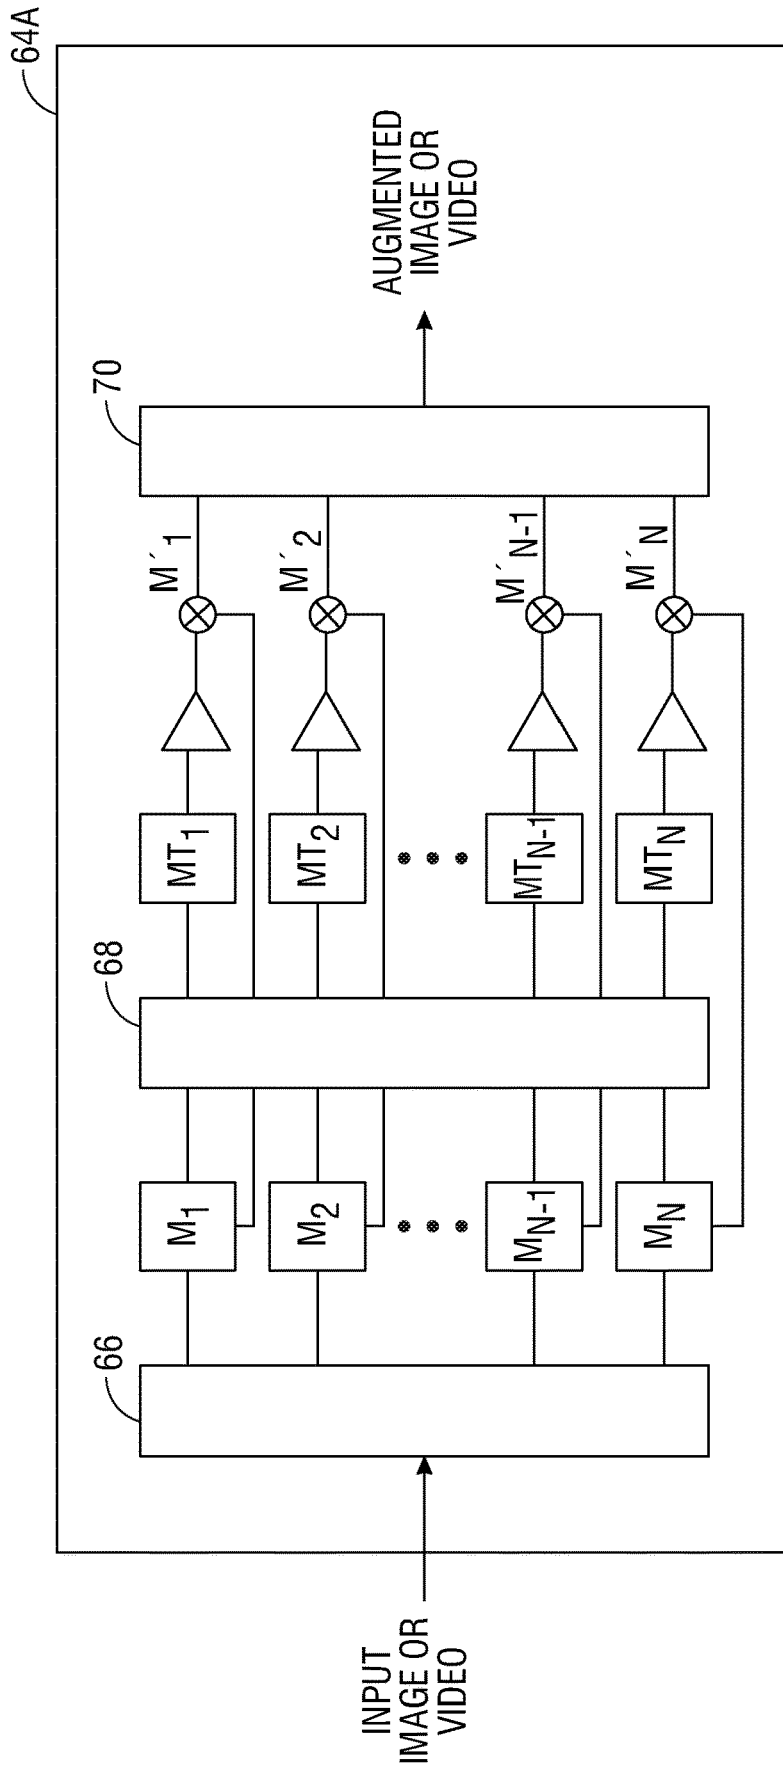 64A
INPUT
IMAGE OR
VIDEO
66
M1
M2
MN-1
MN
68
MT1
MT2
MTN-1
MTN
M´1
M´2
M´N-1
M´N
70
AUGMENTED
IMAGE OR
VIDEO